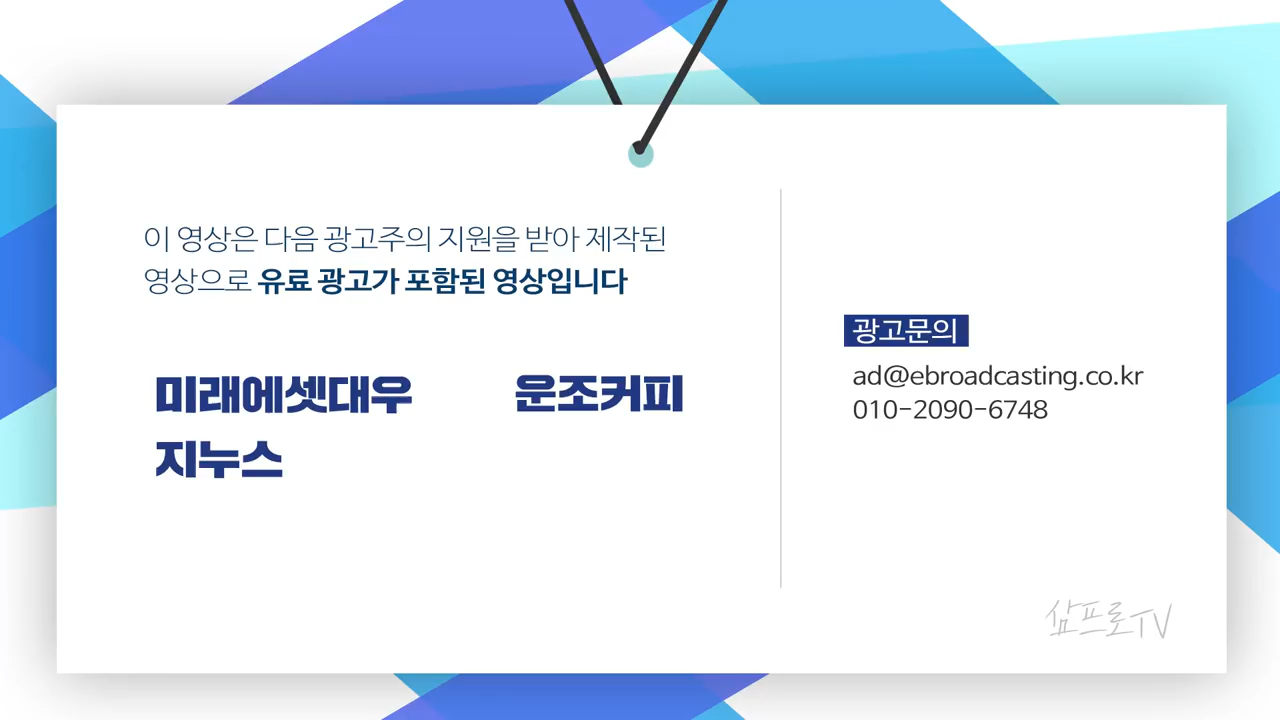 이 영상은 다음 광고주의 지원을 받아 제작된
영상으로 유료 광고가 포함된 영상입니다
미래에셋대우
운조커피
지누스
광고문의
ad@ebroadcasting.co.kr
010-2090-6748
삼프로TV